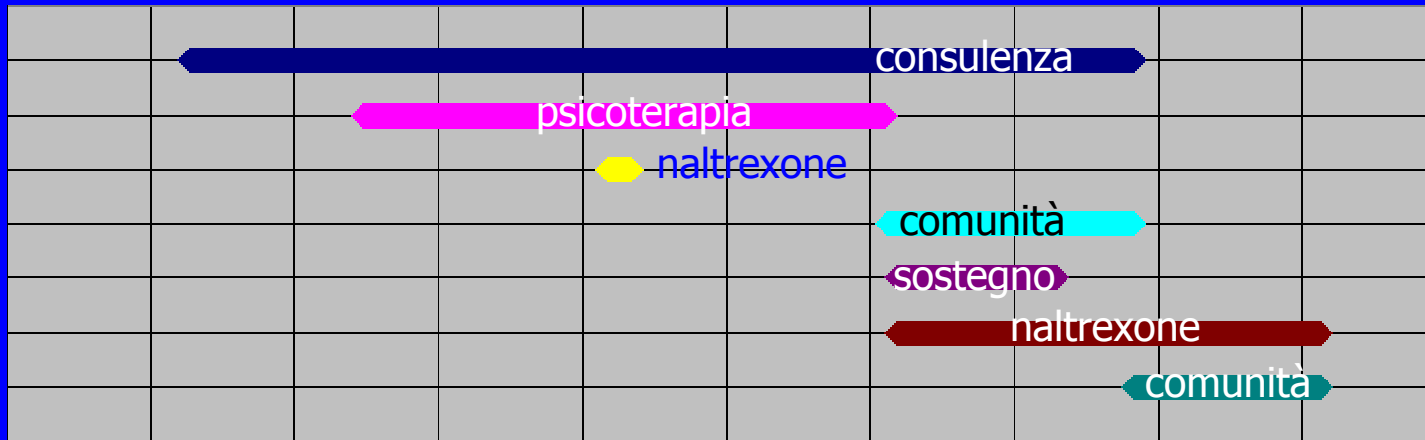 consulenza
psicoterapia
naltrexone
comunità
sostegno
naltrexone
comunità